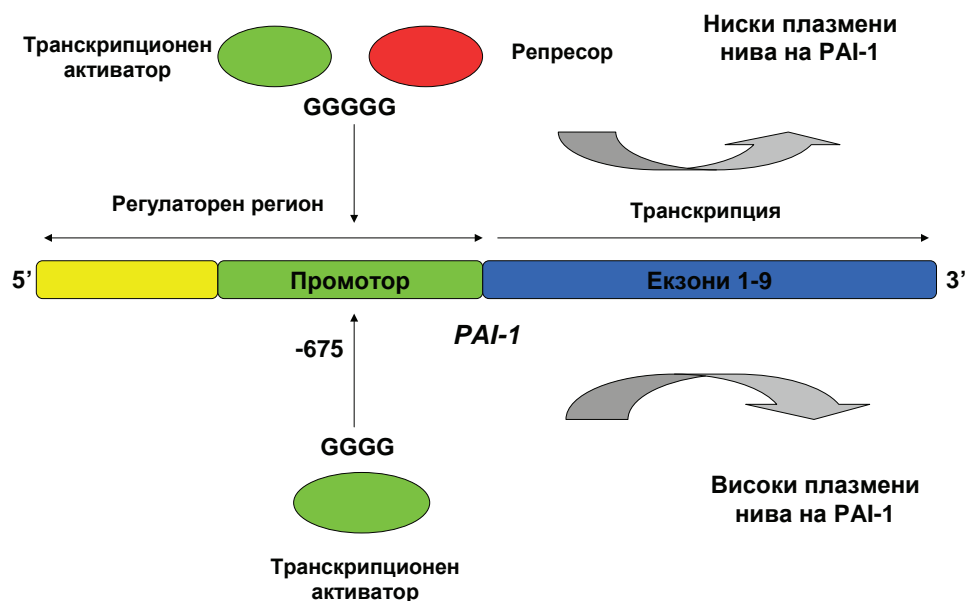 Транскрипционен
активатор
Репресор
Ниски плазмени
нива на PAI-1
GGGGG
Регулаторен регион
Транскрипция
5’
Промотор
Екзони 1-9
3’
-675
PAI-1
GGGG
Високи плазмени
нива на PAI-1
Транскрипционен
активатор